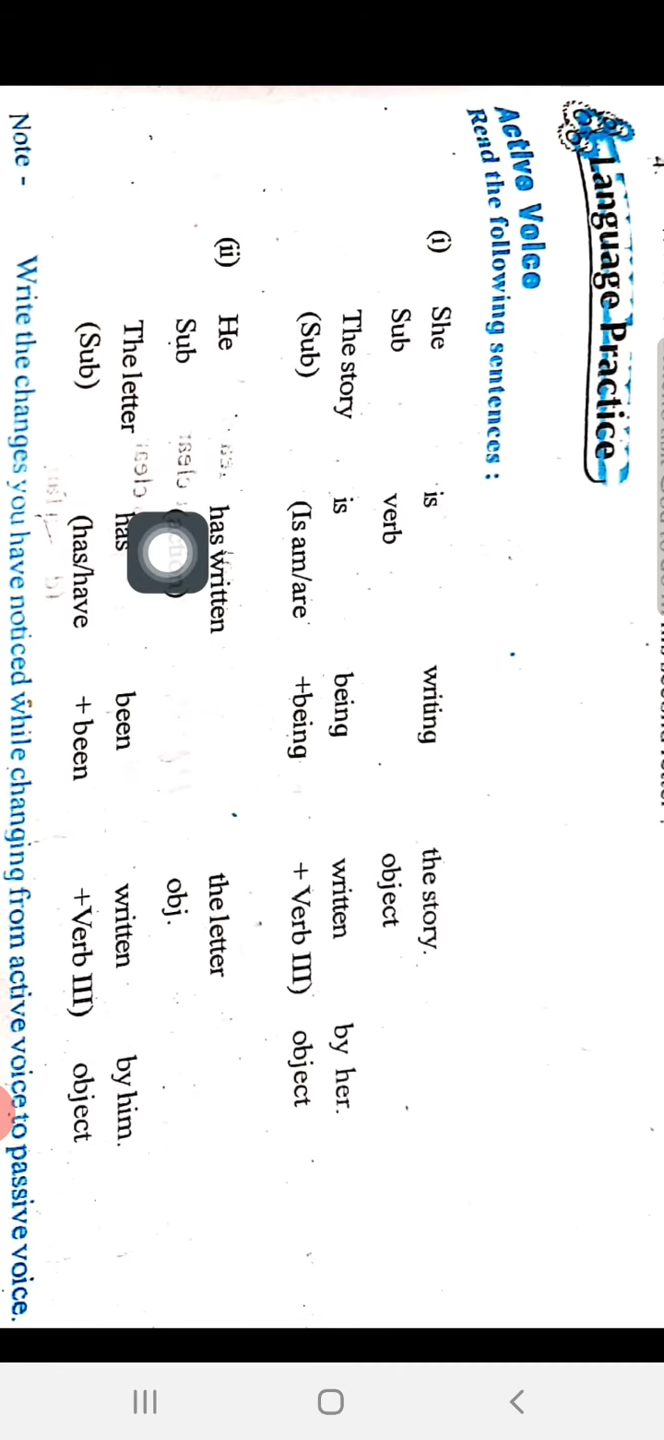 Language Practice
Active Voice
Read the following sentences :
(i) She is writing the story.
Sub verb object
The story is being written by her.
(Sub) (Is am/are +being + Verb III) object
(ii) He has written the letter
Sub obj.
The letter has been written by him.
(Sub) (has/have + been +Verb III) object
Note - Write the changes you have noticed while changing from active voice to passive voice.